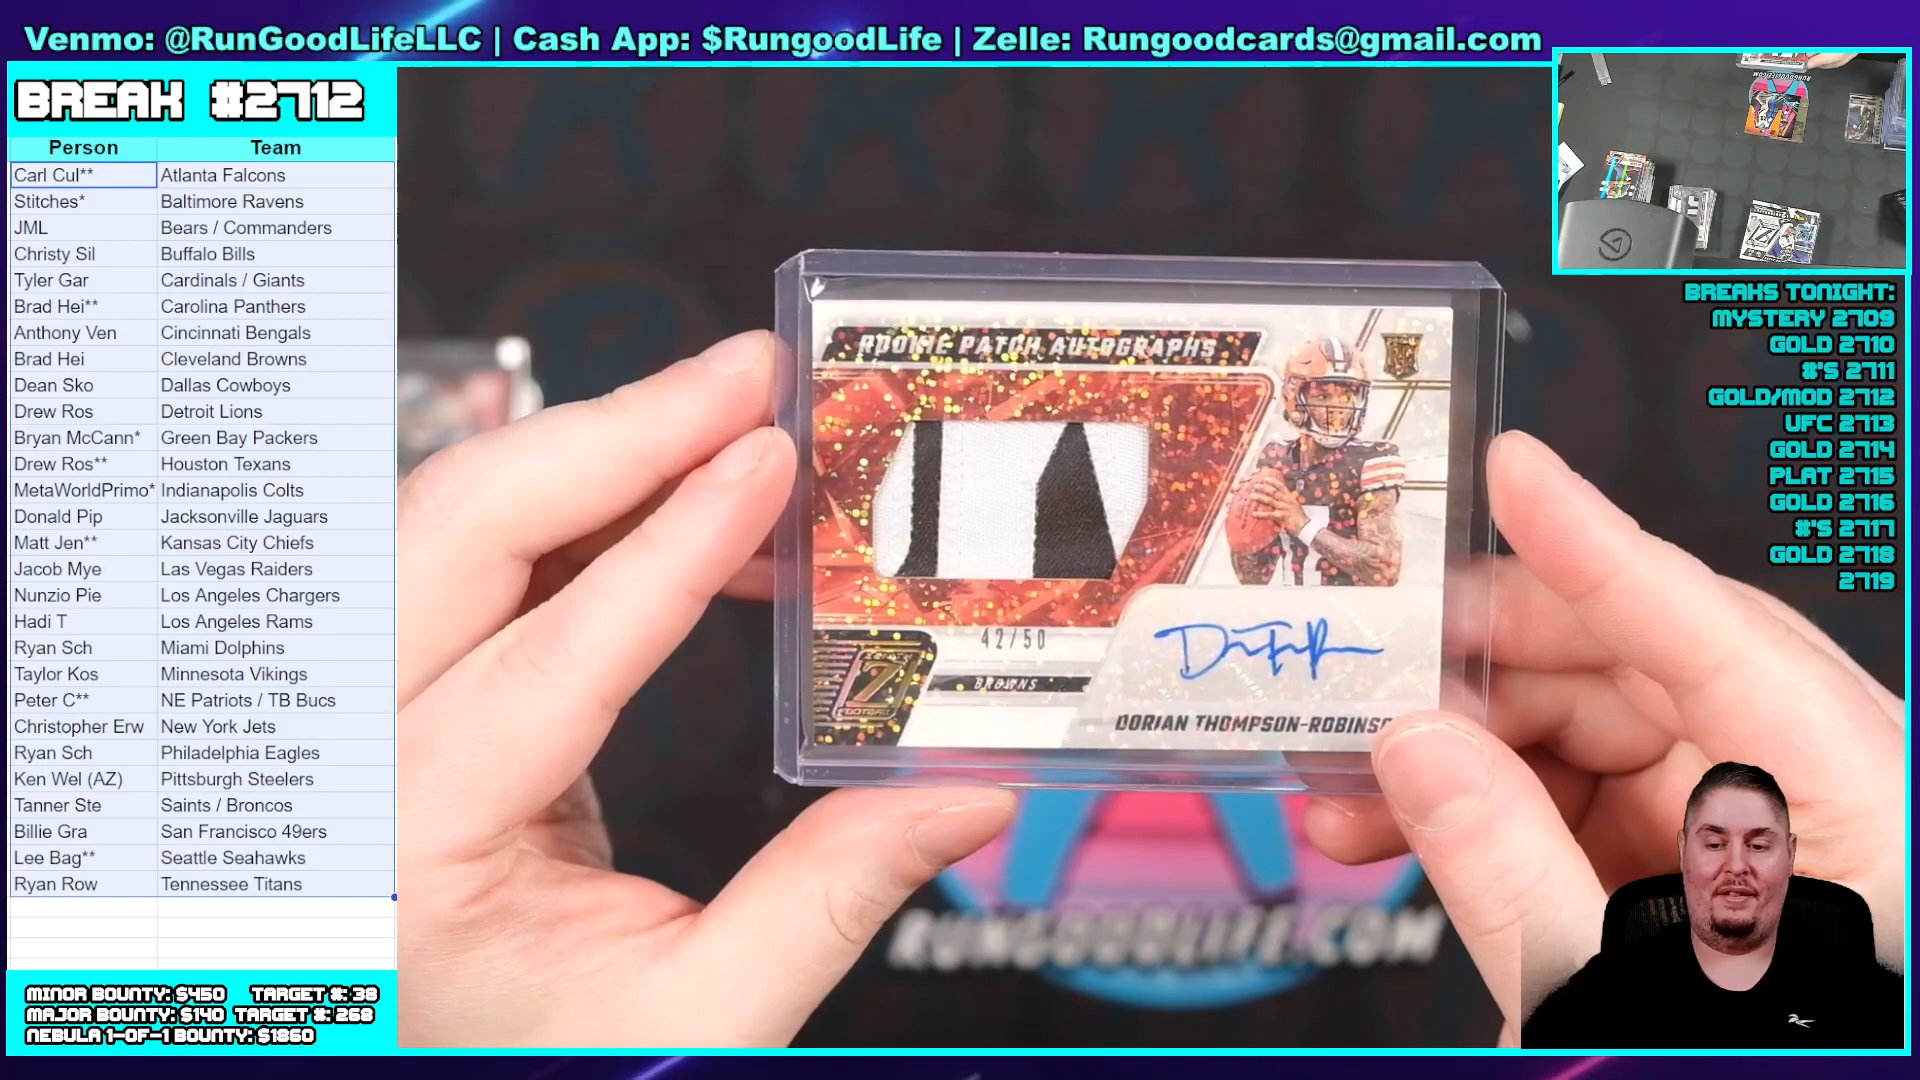 Venmo: @RunGoodLifeLLC | Cash App: $RungoodLife | Zelle: Rungoodcards@gmail.com
BREAK #2712
Person Team
Carl Cul** Atlanta Falcons
Stitches* Baltimore Ravens
JML Bears / Commanders
Christy Sil Buffalo Bills
Tyler Gar Cardinals / Giants
Brad Hei** Carolina Panthers
Anthony Ven Cincinnati Bengals
Brad Hei Cleveland Browns
Dean Sko Dallas Cowboys
Drew Ros Detroit Lions
Bryan McCann* Green Bay Packers
Drew Ros** Houston Texans
MetaWorldPrimo* Indianapolis Colts
Donald Pip Jacksonville Jaguars
Matt Jen** Kansas City Chiefs
Jacob Mye Las Vegas Raiders
Nunzio Pie Los Angeles Chargers
Hadi T Los Angeles Rams
Ryan Sch Miami Dolphins
Taylor Kos Minnesota Vikings
Peter C** NE Patriots / TB Bucs
Christopher Erw New York Jets
Ryan Sch Philadelphia Eagles
Ken Wel (AZ) Pittsburgh Steelers
Tanner Ste Saints / Broncos
Billie Gra San Francisco 49ers
Lee Bag** Seattle Seahawks
Ryan Row Tennessee Titans
MINOR BOUNTY: $450 TARGET #: 38
MAJOR BOUNTY: $140 TARGET #: 268
NEBULA 1-OF-1 BOUNTY: $1860
ROOKIE PATCH AUTOGRAPHS
42/50
BROWNS
DORIAN THOMPSON-ROBINSO
RUNGOODLIFE.COM
BREAKS TONIGHT:
MYSTERY 2709
GOLD 2710
#'S 2711
GOLD/MOD 2712
UFC 2713
GOLD 2714
PLAT 2715
GOLD 2716
#'S 2717
GOLD 2718
2719